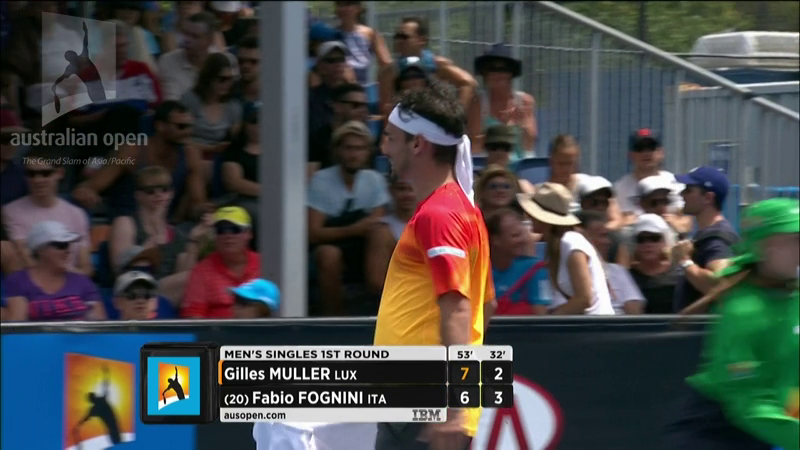 australian open
The Grand Slam of Asia/Pacific
MEN'S SINGLES 1ST ROUND 53' 32'
Gilles MULLER LUX 7 2
(20) Fabio FOGNINI ITA 6 3
ausopen.com IBM